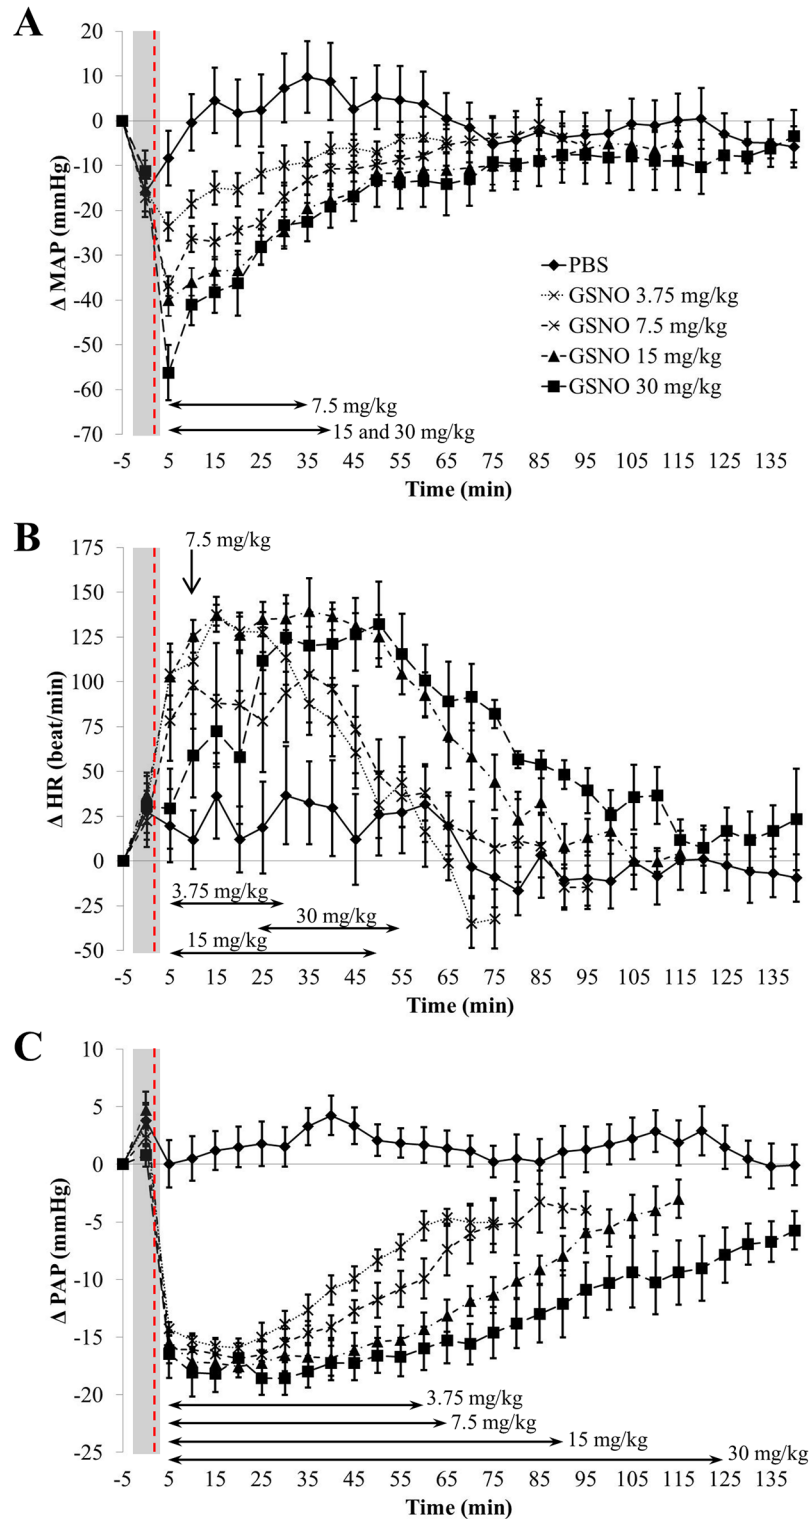 A
20
10
0
-10
-20
-30
-40
-50
-60
-70
Δ MAP (mmHg)
PBS
GSNO 3.75 mg/kg
GSNO 7.5 mg/kg
GSNO 15 mg/kg
GSNO 30 mg/kg
7.5 mg/kg
15 and 30 mg/kg
-5 5 15 25 35 45 55 65 75 85 95 105 115 125 135
Time (min)
B
7.5 mg/kg
175
150
125
100
75
50
25
0
-25
-50
Δ HR (beat/min)
3.75 mg/kg
30 mg/kg
15 mg/kg
-5 5 15 25 35 45 55 65 75 85 95 105 115 125 135
Time (min)
C
10
5
0
-5
-10
-15
-20
-25
Δ PAP (mmHg)
3.75 mg/kg
7.5 mg/kg
15 mg/kg
30 mg/kg
-5 5 15 25 35 45 55 65 75 85 95 105 115 125 135
Time (min)